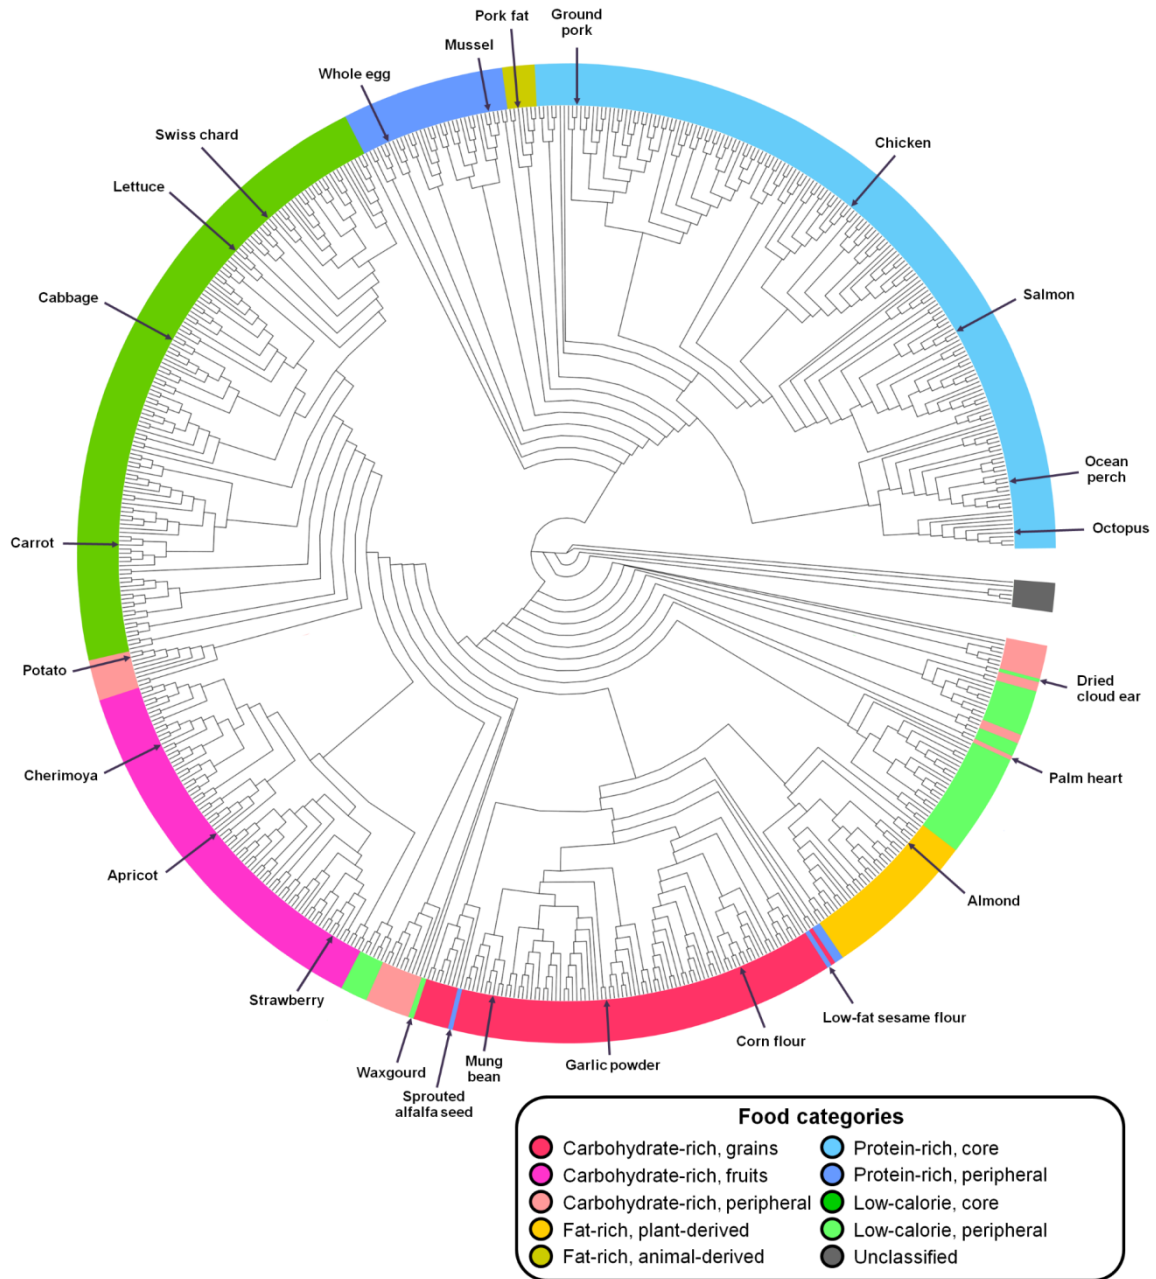 Pork fat
Ground
pork
Mussel
Whole egg
Swiss chard
Chicken
Lettuce
Cabbage
Salmon
Ocean
perch
Octopus
Carrot
Potato
Dried
cloud ear
Cherimoya
Palm heart
Apricot
Almond
Strawberry
Low-fat sesame flour
Corn flour
Garlic powder
Mung
bean
Waxgourd
Sprouted
alfalfa seed
Food categories
Carbohydrate-rich, grains
Carbohydrate-rich, fruits
Carbohydrate-rich, peripheral
Fat-rich, plant-derived
Fat-rich, animal-derived
Protein-rich, core
Protein-rich, peripheral
Low-calorie, core
Low-calorie, peripheral
Unclassified